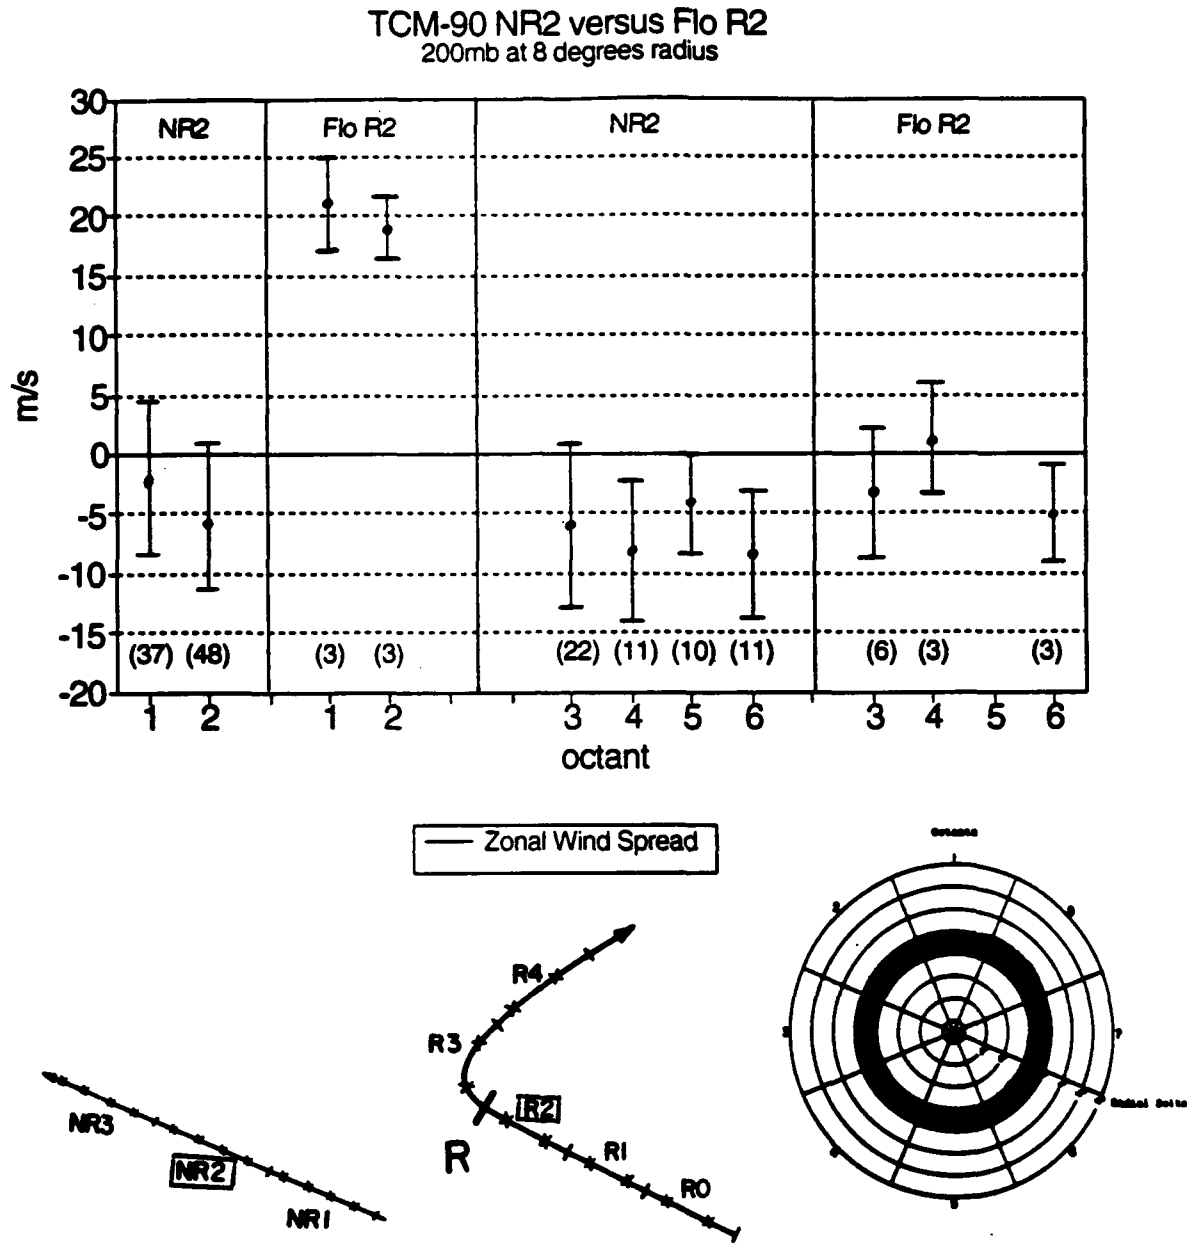 TCM-90 NR2 versus Flo R2
200mb at 8 degrees radius
30
25
20
15
10
5
0
-5
-10
-15
-20
m/s
NR2 Flo R2 NR2 Flo R2
(37) (48) (3) (3) (22) (11) (10) (11) (6) (3) (3)
1 2 1 2 3 4 5 6 3 4 5 6
octant
Zonal Wind Spread
NR3
NR2
NR1
R4
R3
R2
R
R1
R0
Octants
2
7